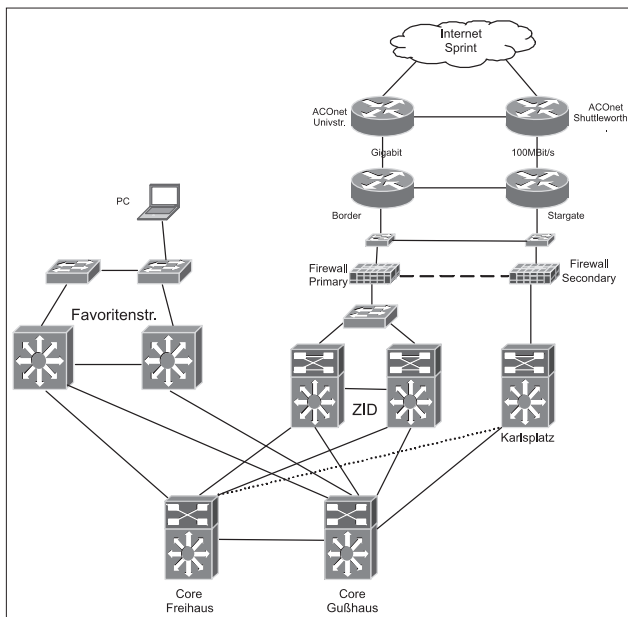 Internet
Sprint
ACOnet
Univstr.
ACOnet
Shuttleworth
.
Gigabit
100MBit/s
PC
Border
Stargate
Firewall
Primary
Firewall
Secondary
Favoritenstr.
ZID
Karlsplatz
Core
Freihaus
Core
Gußhaus